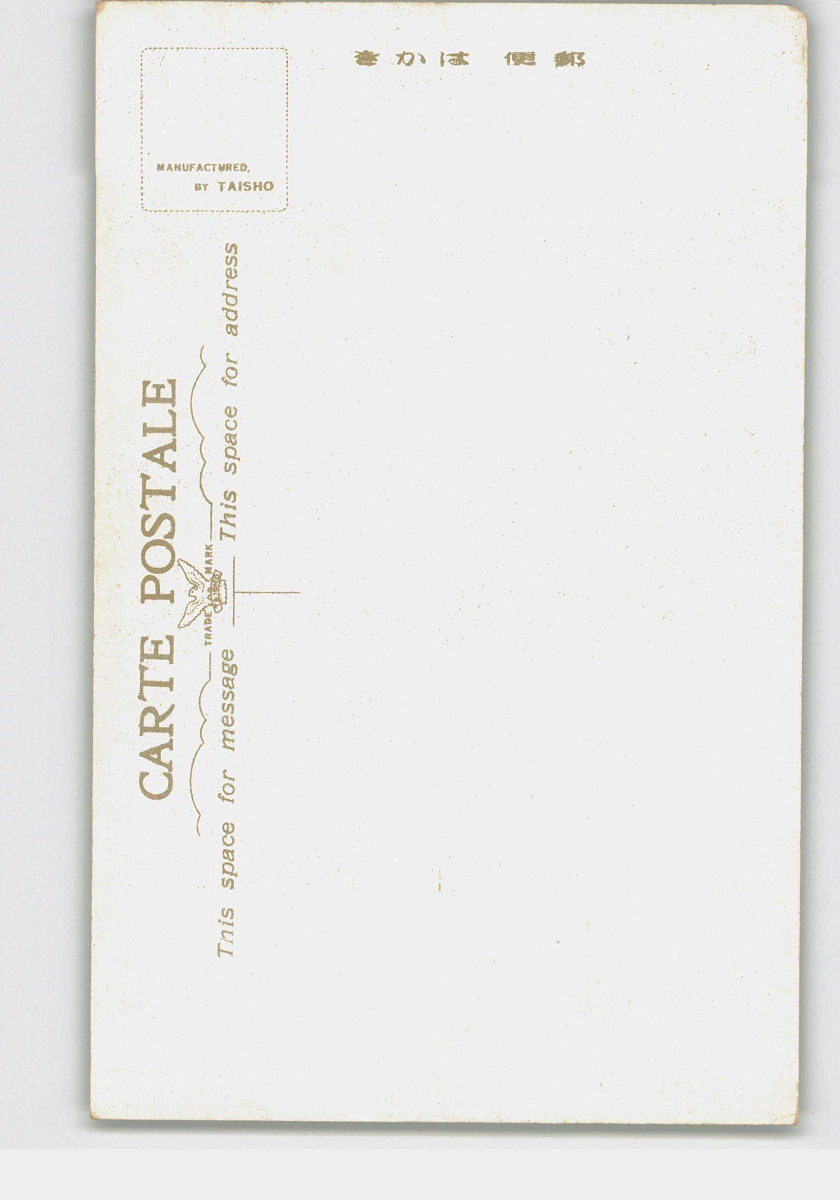 きかは便郵
MANUFACTURED.
BY TAISHO
CARTE POSTALE
TRADE MARK
This space for message
This space for address